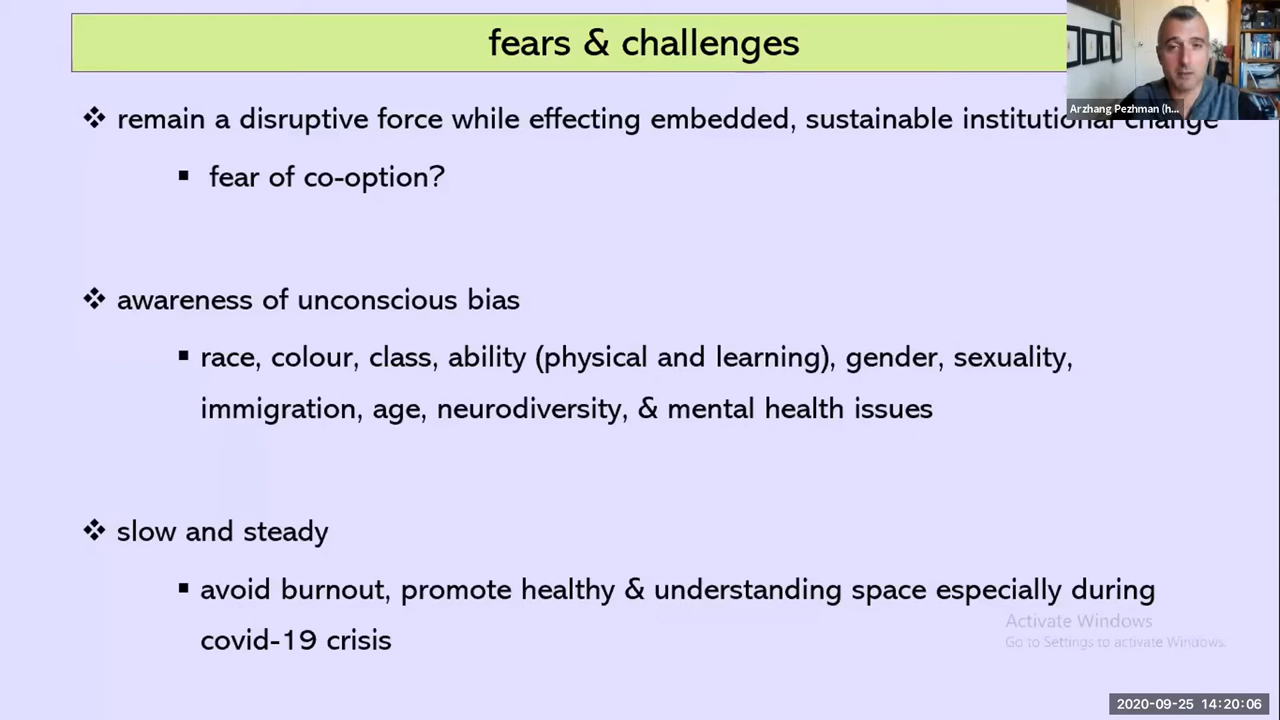 fears & challenges
❖ remain a disruptive force while effecting embedded, sustainable institutional change
▪ fear of co-option?
❖ awareness of unconscious bias
▪ race, colour, class, ability (physical and learning), gender, sexuality,
immigration, age, neurodiversity, & mental health issues
❖ slow and steady
▪ avoid burnout, promote healthy & understanding space especially during
covid-19 crisis
Arzhang Pezhman (h...
Activate Windows
Go to Settings to activate Windows.
2020-09-25 14:20:06